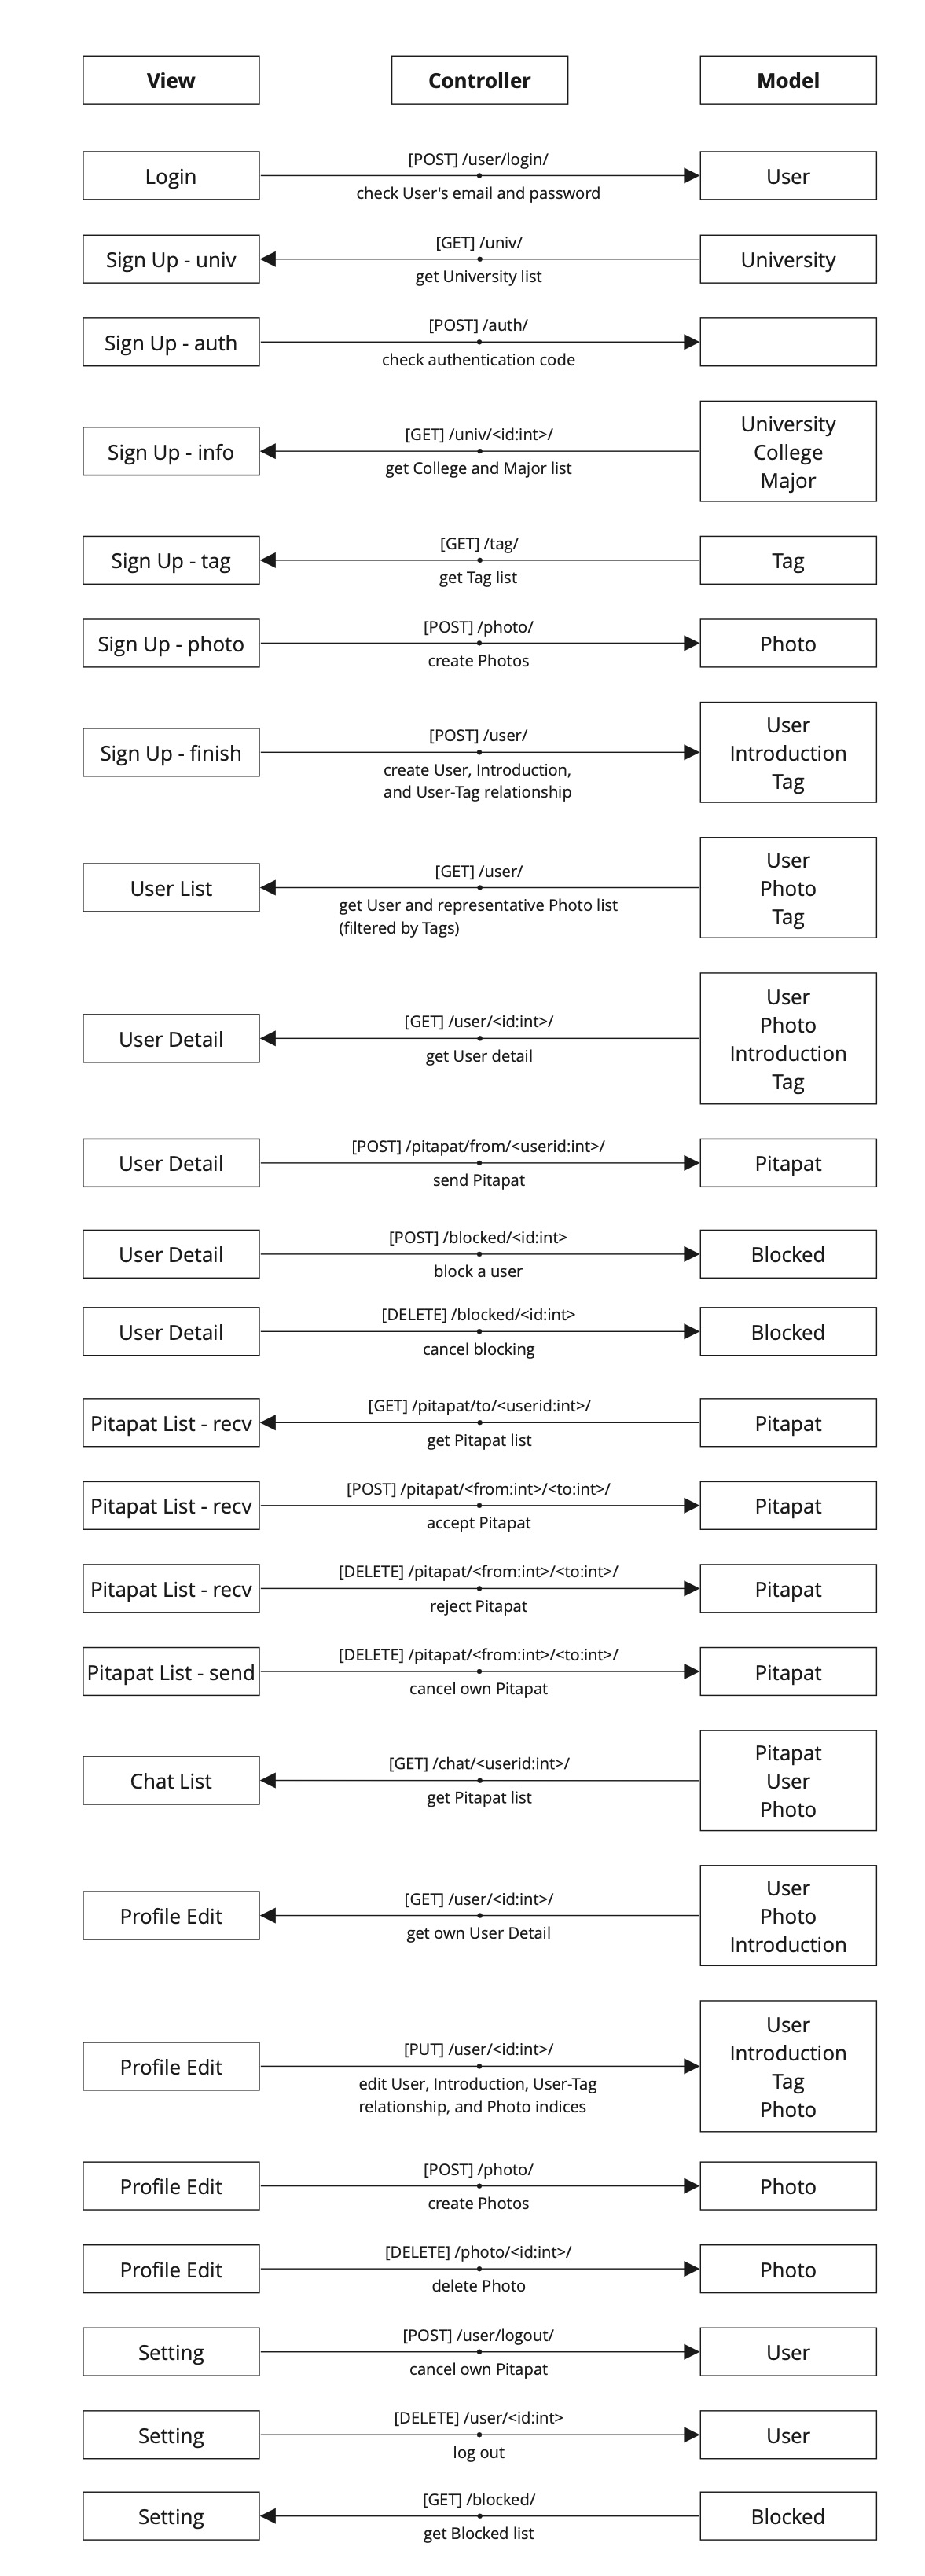 View
Controller
Model
Login
[POST] /user/login/
check User's email and password
User
Sign Up - univ
[GET] /univ/
get University list
University
Sign Up - auth
[POST] /auth/
check authentication code
Sign Up - info
[GET] /univ/<id:int>/
get College and Major list
University
College
Major
Sign Up - tag
[GET] /tag/
get Tag list
Tag
Sign Up - photo
[POST] /photo/
create Photos
Photo
Sign Up - finish
[POST] /user/
create User, Introduction,
and User-Tag relationship
User
Introduction
Tag
User List
[GET] /user/
get User and representative Photo list
(filtered by Tags)
User
Photo
Tag
User Detail
[GET] /user/<id:int>/
get User detail
User
Photo
Introduction
Tag
User Detail
[POST] /pitapat/from/<userid:int>/
send Pitapat
Pitapat
User Detail
[POST] /blocked/<id:int>
block a user
Blocked
User Detail
[DELETE] /blocked/<id:int>
cancel blocking
Blocked
Pitapat List - recv
[GET] /pitapat/to/<userid:int>/
get Pitapat list
Pitapat
Pitapat List - recv
[POST] /pitapat/<from:int>/<to:int>/
accept Pitapat
Pitapat
Pitapat List - recv
[DELETE] /pitapat/<from:int>/<to:int>/
reject Pitapat
Pitapat
Pitapat List - send
[DELETE] /pitapat/<from:int>/<to:int>/
cancel own Pitapat
Pitapat
Chat List
[GET] /chat/<userid:int>/
get Pitapat list
Pitapat
User
Photo
Profile Edit
[GET] /user/<id:int>/
get own User Detail
User
Photo
Introduction
Profile Edit
[PUT] /user/<id:int>/
edit User, Introduction, User-Tag
relationship, and Photo indices
User
Introduction
Tag
Photo
Profile Edit
[POST] /photo/
create Photos
Photo
Profile Edit
[DELETE] /photo/<id:int>/
delete Photo
Photo
Setting
[POST] /user/logout/
cancel own Pitapat
User
Setting
[DELETE] /user/<id:int>
log out
User
Setting
[GET] /blocked/
get Blocked list
Blocked